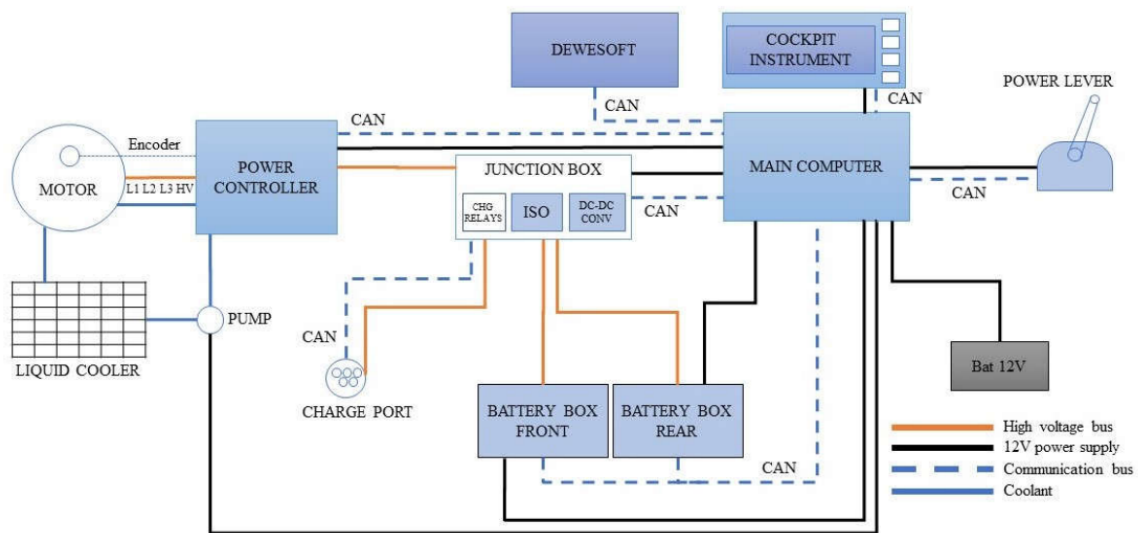 DEWESOFT
COCKPIT
INSTRUMENT
POWER LEVER
CAN
CAN
CAN
Encoder
POWER
CONTROLLER
MOTOR
L1 L2 L3 HV
JUNCTION BOX
MAIN COMPUTER
CAN
CHG
RELAYS
ISO
DC-DC
CONV
CAN
PUMP
CAN
LIQUID COOLER
CHARGE PORT
Bat 12V
BATTERY BOX
FRONT
BATTERY BOX
REAR
CAN
High voltage bus
12V power supply
Communication bus
Coolant